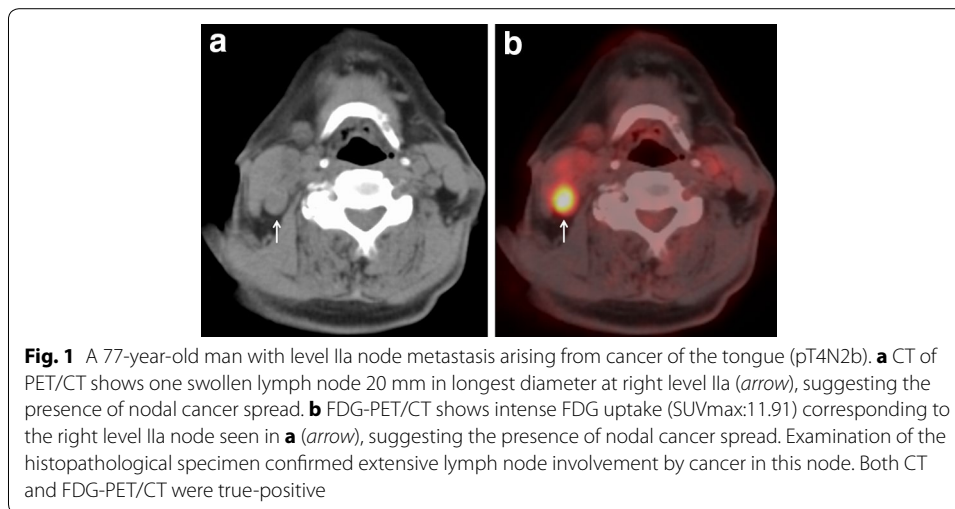 a
b
Fig. 1 A 77-year-old man with level IIa node metastasis arising from cancer of the tongue (pT4N2b). a CT of
PET/CT shows one swollen lymph node 20 mm in longest diameter at right level IIa (arrow), suggesting the
presence of nodal cancer spread. b FDG-PET/CT shows intense FDG uptake (SUVmax:11.91) corresponding to
the right level IIa node seen in a (arrow), suggesting the presence of nodal cancer spread. Examination of the
histopathological specimen confirmed extensive lymph node involvement by cancer in this node. Both CT
and FDG-PET/CT were true-positive